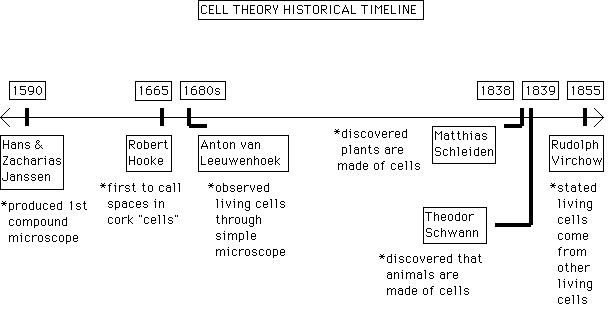 CELL THEORY HISTORICAL TIMELINE
1590
1665
1680s
1838
1839
1855
Hans &
Zacharias
Janssen
*produced 1st
compound
microscope
Robert
Hooke
*first to call
spaces in
cork "cells"
Anton van
Leeuwenhoek
*observed
living cells
through
simple
microscope
*discovered
plants are
made of cells
Matthias
Schleiden
Theodor
Schwann
*discovered that
animals are
made of cells
Rudolph
Virchow
*stated
living
cells
come
from
other
living
cells